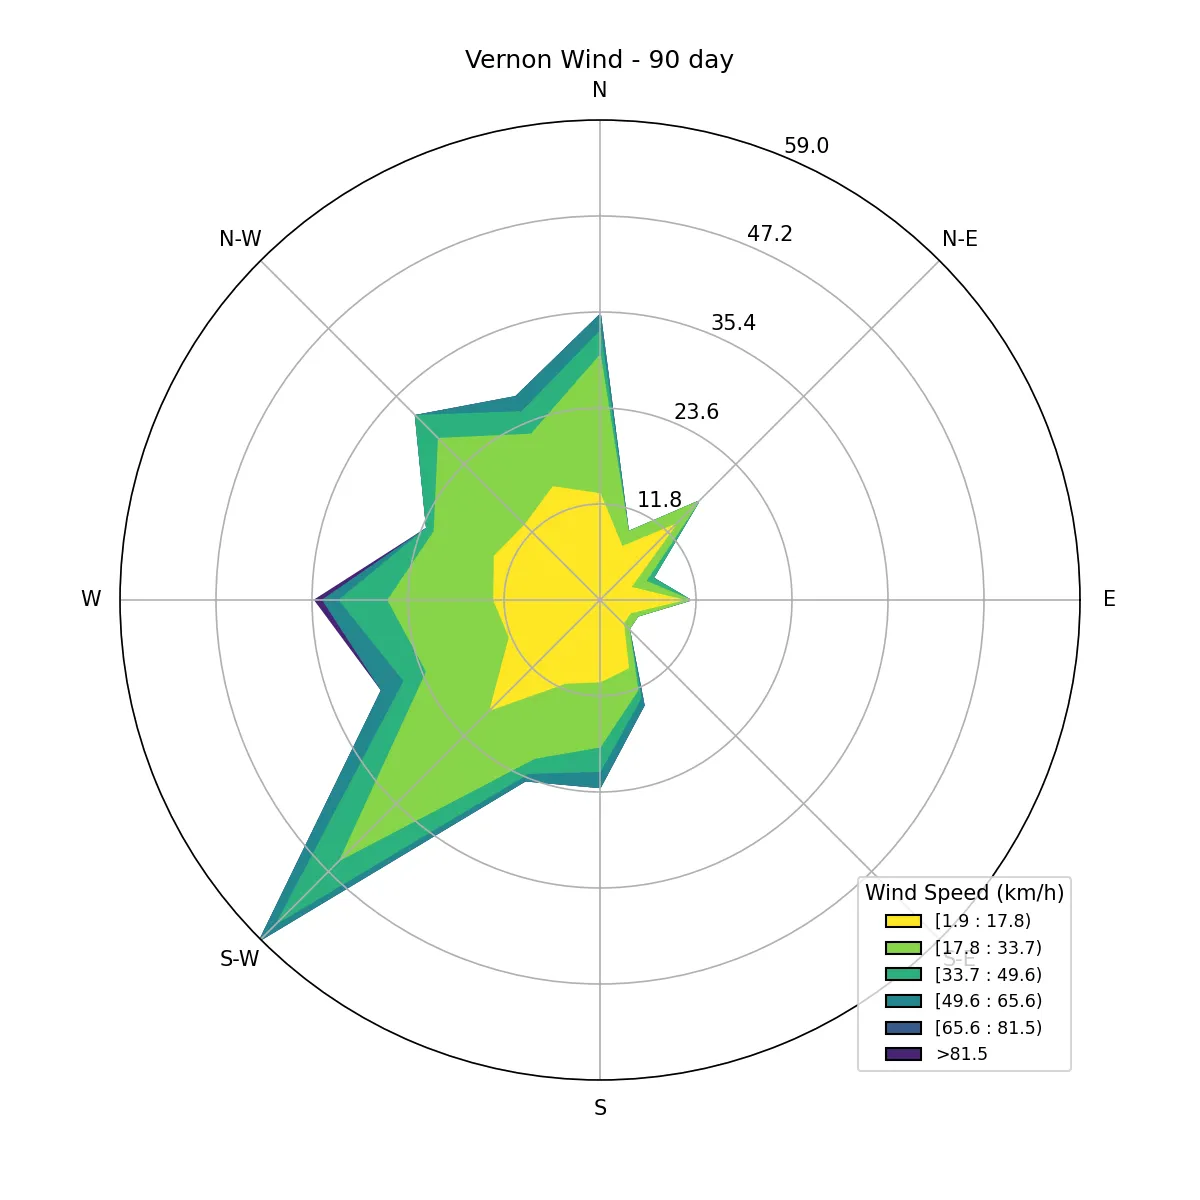 Vernon Wind - 90 day
N
59.0
47.2
N-W
N-E
35.4
23.6
11.8
W
E
S-W
S-E
S
Wind Speed (km/h)
[1.9 : 17.8)
[17.8 : 33.7)
[33.7 : 49.6)
[49.6 : 65.6)
[65.6 : 81.5)
>81.5